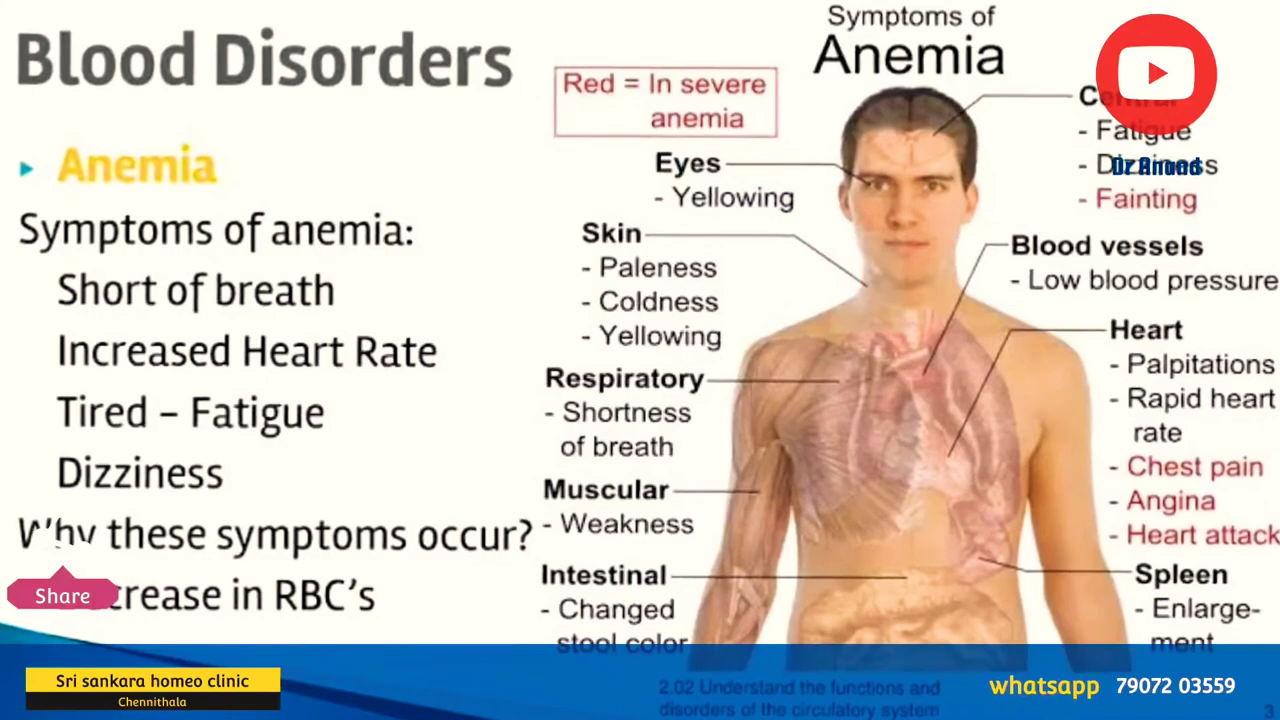 Blood Disorders
Anemia
Symptoms of anemia:
Short of breath
Increased Heart Rate
Tired – Fatigue
Dizziness
Why these symptoms occur?
crease in RBC's
Share
Symptoms of
Anemia
Red = In severe
anemia
Eyes
- Yellowing
Skin
- Paleness
- Coldness
- Yellowing
Respiratory
- Shortness
of breath
Muscular
- Weakness
Intestinal
- Changed
stool color
Central
- Fatigue
- Dizziness
Dr Anand
- Fainting
Blood vessels
- Low blood pressure
Heart
- Palpitations
- Rapid heart
rate
- Chest pain
- Angina
- Heart attack
Spleen
- Enlarge-
ment
Sri sankara homeo clinic
Chennithala
2.02 Understand the functions and
disorders of the circulatory system
3
whatsapp 79072 03559